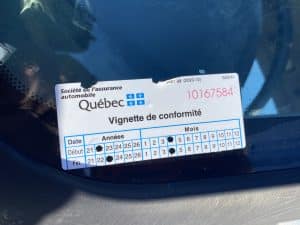 Société de l'assurance
automobile
Québec
10167584
Vignette de conformité
Date Années Mois
Début 21 23 24 25 26 1 2 3 5 6 7 8 9 10 11 12
Fin 21 22 24 25 26 1 2 3 5 6 7 8 9 10 11 12